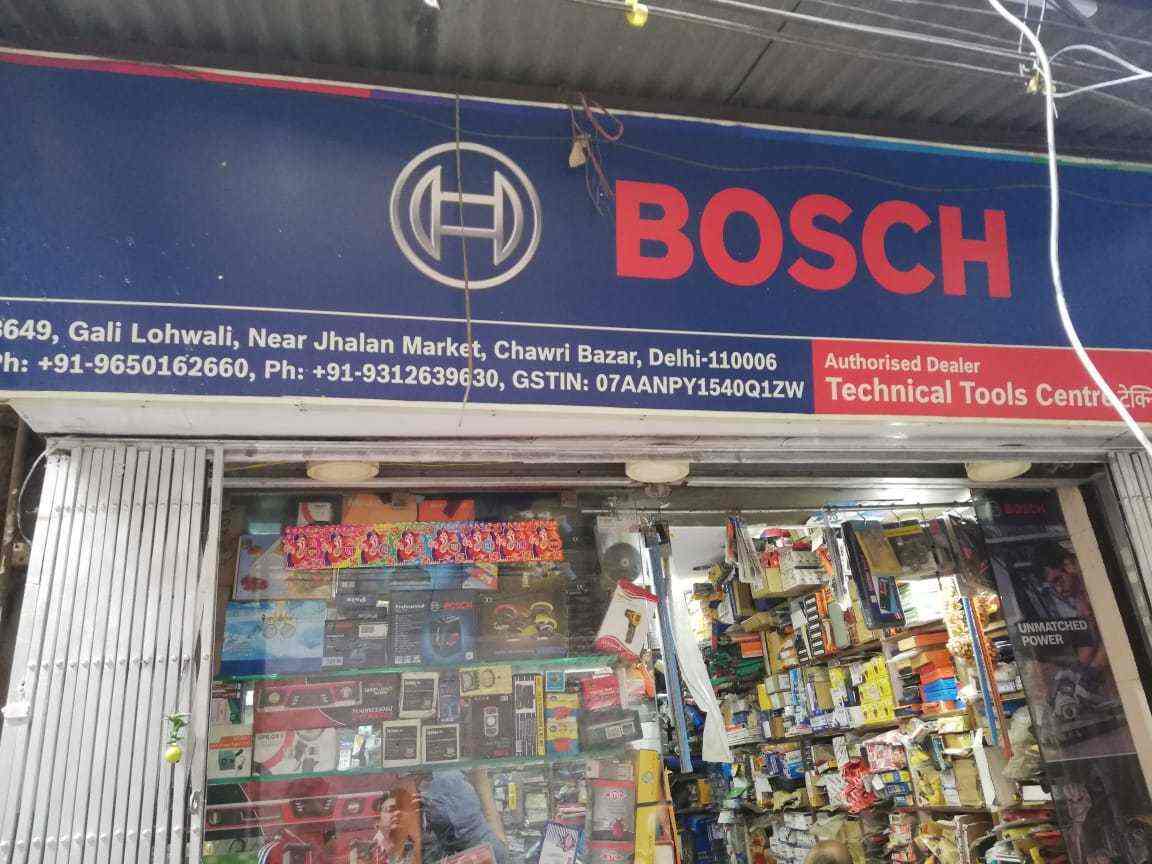 BOSCH
3649, Gali Lohwali, Near Jhalan Market, Chawri Bazar, Delhi-110006
Ph: +91-9650162660, Ph: +91-9312639630, GSTIN: 07AANPY1540Q1ZW
Authorised Dealer
Technical Tools Centre
BOSCH
UNMATCHED
POWER
BOSCH